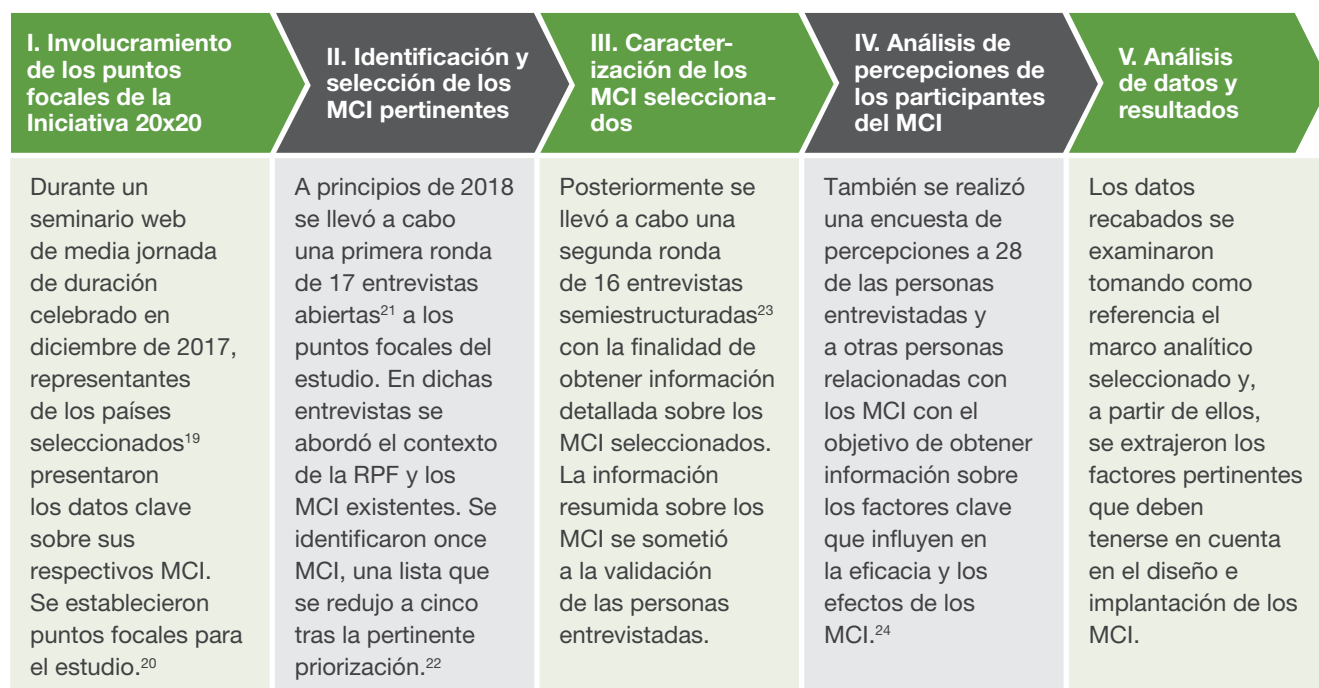 I. Involucramiento
de los puntos
focales de la
Iniciativa 20x20
II. Identificación y
selección de los
MCI pertinentes
III. Caracter-
ización de los
MCI selecciona-
dos
IV. Análisis de
percepciones de
los participantes
del MCI
V. Análisis
de datos y
resultados
Durante un
seminario web
de media jornada
de duración
celebrado en
diciembre de 2017,
representantes
de los países
seleccionados19
presentaron
los datos clave
sobre sus
respectivos MCI.
Se establecieron
puntos focales para
el estudio.20
A principios de 2018
se llevó a cabo
una primera ronda
de 17 entrevistas
abiertas21 a los
puntos focales del
estudio. En dichas
entrevistas se
abordó el contexto
de la RPF y los
MCI existentes. Se
identificaron once
MCI, una lista que
se redujo a cinco
tras la pertinente
priorización.22
Posteriormente se
llevó a cabo una
segunda ronda
de 16 entrevistas
semiestructuradas23
con la finalidad de
obtener información
detallada sobre los
MCI seleccionados.
La información
resumida sobre los
MCI se sometió
a la validación
de las personas
entrevistadas.
También se realizó
una encuesta de
percepciones a 28
de las personas
entrevistadas y
a otras personas
relacionadas con
los MCI con el
objetivo de obtener
información sobre
los factores clave
que influyen en
la eficacia y los
efectos de los
MCI.24
Los datos
recabados se
examinaron
tomando como
referencia el
marco analítico
seleccionado y,
a partir de ellos,
se extrajeron los
factores pertinentes
que deben
tenerse en cuenta
en el diseño e
implantación de los
MCI.